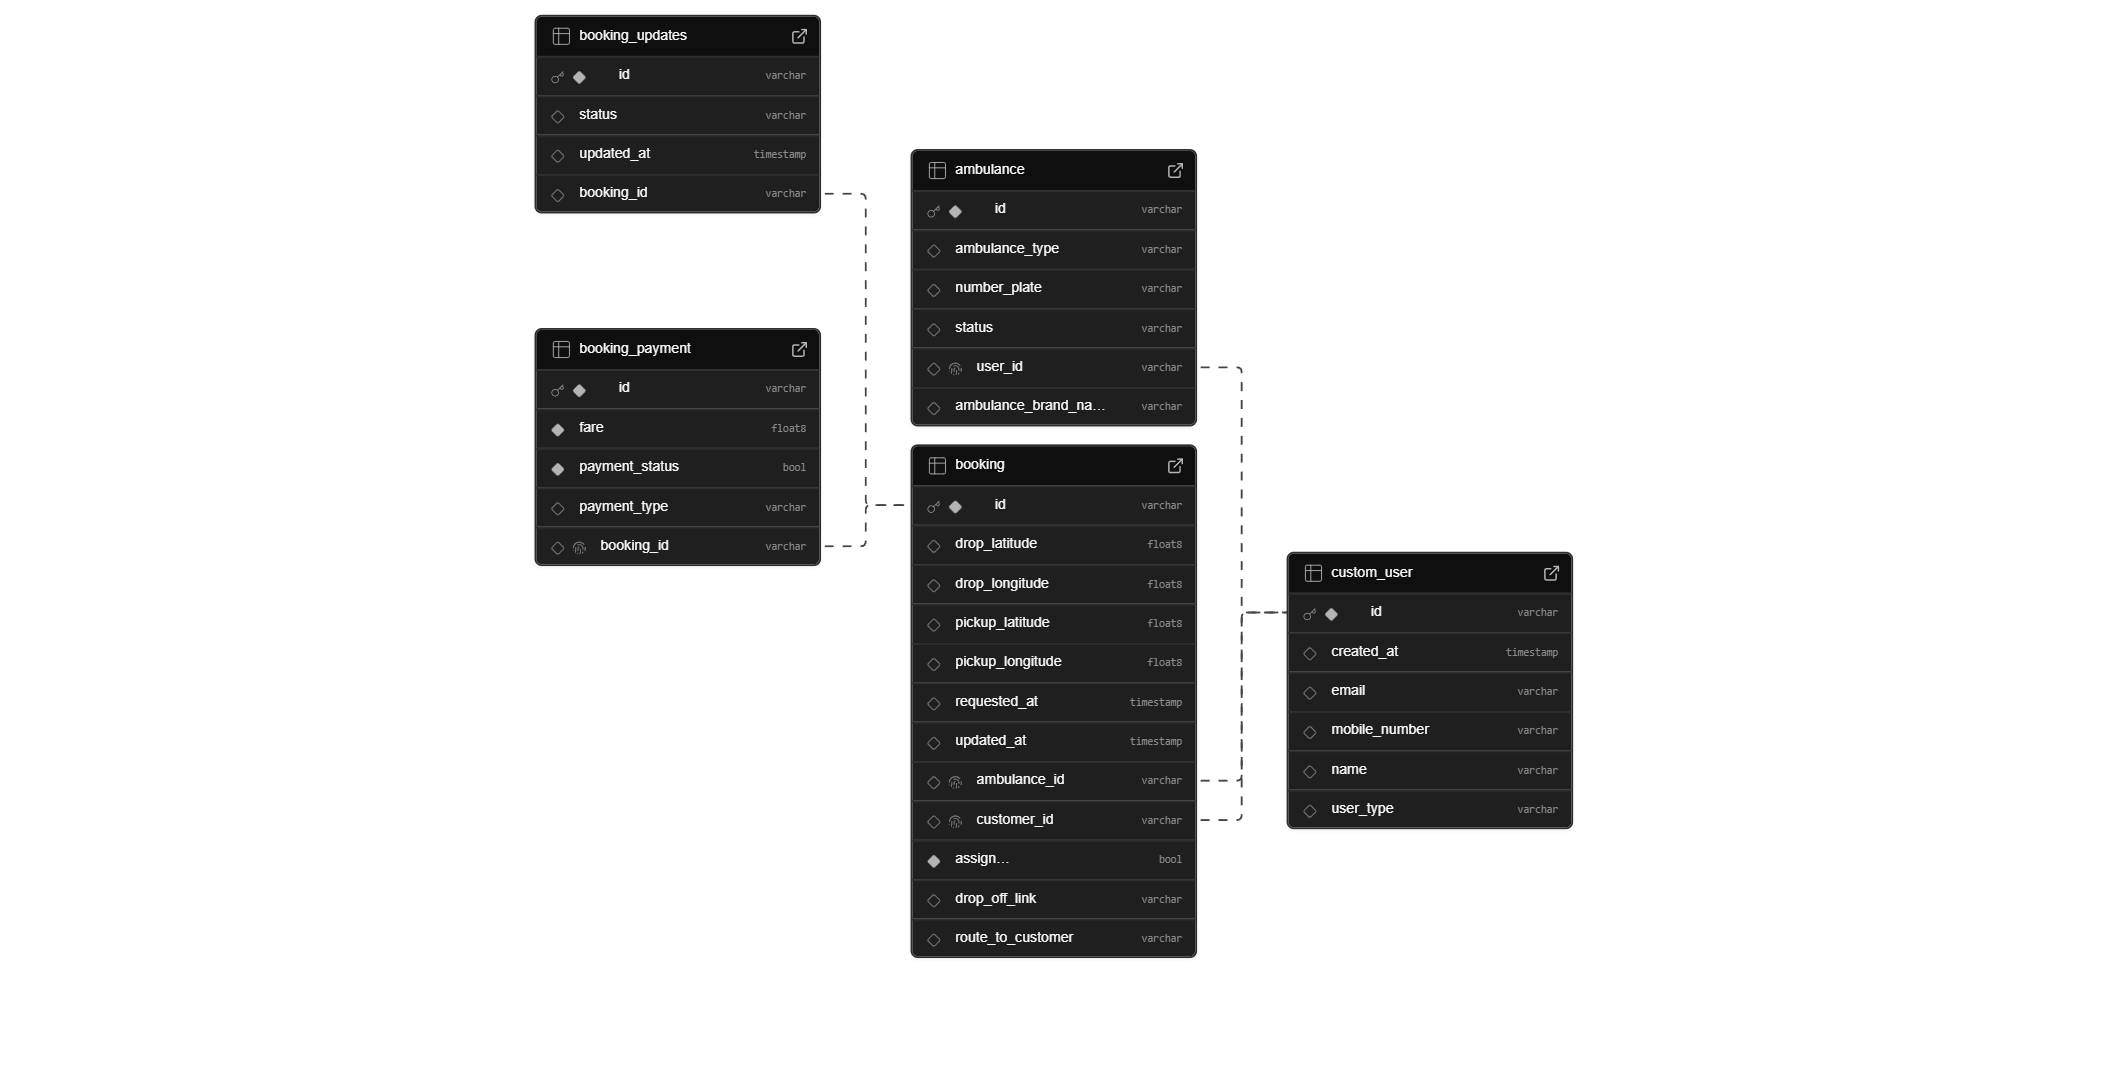 booking_updates
id varchar
status varchar
updated_at timestamp
booking_id varchar
booking_payment
id varchar
fare float8
payment_status bool
payment_type varchar
booking_id varchar
ambulance
id varchar
ambulance_type varchar
number_plate varchar
status varchar
user_id varchar
ambulance_brand_na... varchar
booking
id varchar
drop_latitude float8
drop_longitude float8
pickup_latitude float8
pickup_longitude float8
requested_at timestamp
updated_at timestamp
ambulance_id varchar
customer_id varchar
assign... bool
drop_off_link varchar
route_to_customer varchar
custom_user
id varchar
created_at timestamp
email varchar
mobile_number varchar
name varchar
user_type varchar